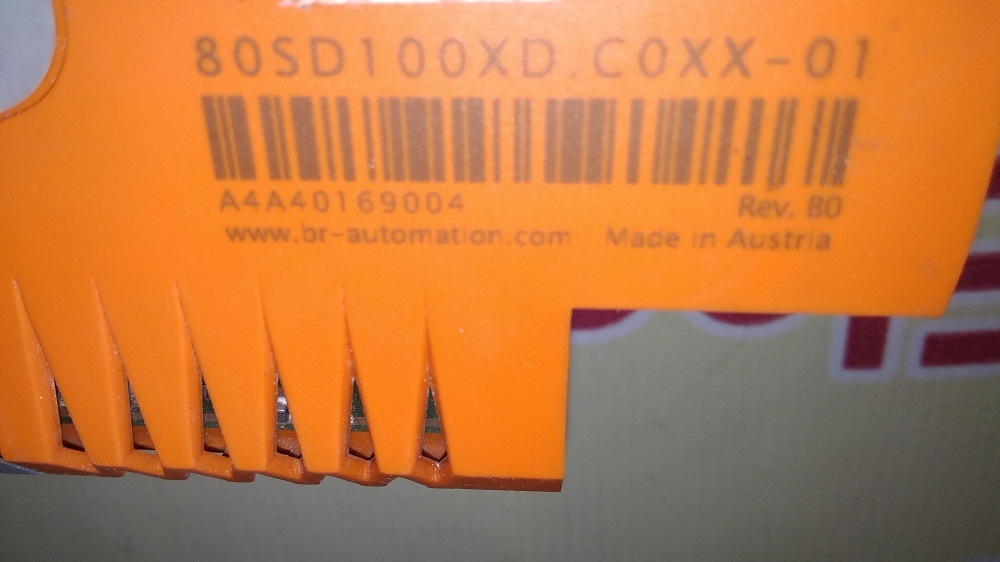 80SD100XD.C0XX-01
A4A40169004 Rev. B0
www.br-automation.com Made in Austria